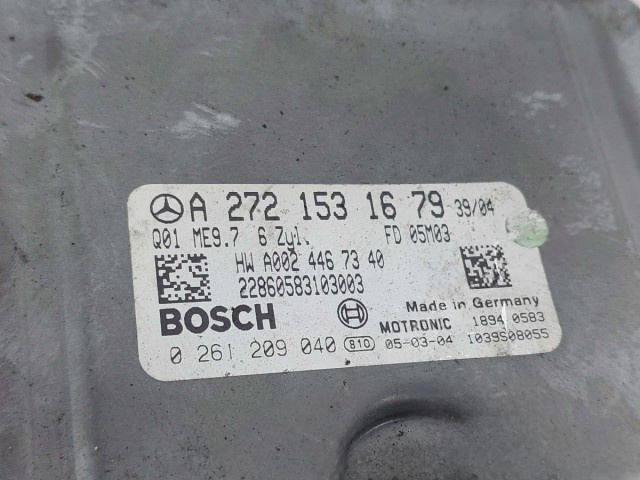 A 272 153 16 79 39/04
Q01 ME9.7 6 Zyl. FD 05M03
HW A002 446 73 40
22860583103003
BOSCH
Made in Germany
MOTRONIC 1894 0583
0 261 209 040 810 05-03-04 1039S08055